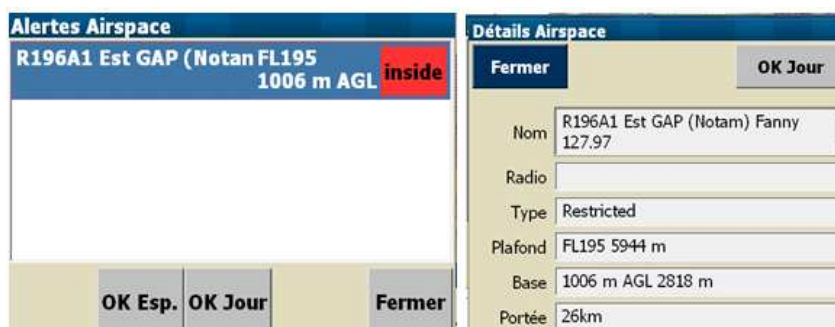 Alertes Airspace
R196A1 Est GAP (Notan FL195
1006 m AGL
inside
OK Esp.
OK Jour
Fermer
Détails Airspace
Fermer
OK Jour
Nom
R196A1 Est GAP (Notam) Fanny
127.97
Radio
Type
Restricted
Plafond
FL195 5944 m
Base
1006 m AGL 2818 m
Portée
26km